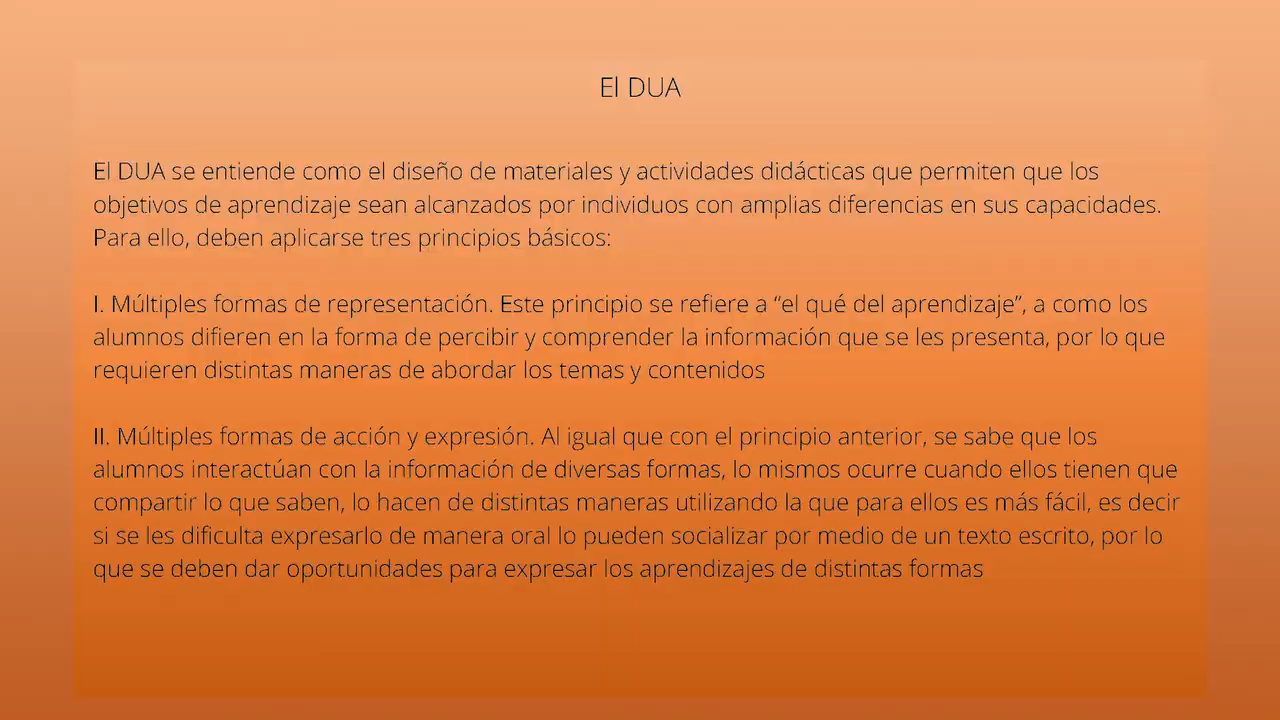 El DUA
El DUA se entiende como el diseño de materiales y actividades didácticas que permiten que los
objetivos de aprendizaje sean alcanzados por individuos con amplias diferencias en sus capacidades.
Para ello, deben aplicarse tres principios básicos:
I. Múltiples formas de representación. Este principio se refiere a “el qué del aprendizaje”, a como los
alumnos difieren en la forma de percibir y comprender la información que se les presenta, por lo que
requieren distintas maneras de abordar los temas y contenidos
II. Múltiples formas de acción y expresión. Al igual que con el principio anterior, se sabe que los
alumnos interactúan con la información de diversas formas, lo mismos ocurre cuando ellos tienen que
compartir lo que saben, lo hacen de distintas maneras utilizando la que para ellos es más fácil, es decir
si se les dificulta expresarlo de manera oral lo pueden socializar por medio de un texto escrito, por lo
que se deben dar oportunidades para expresar los aprendizajes de distintas formas